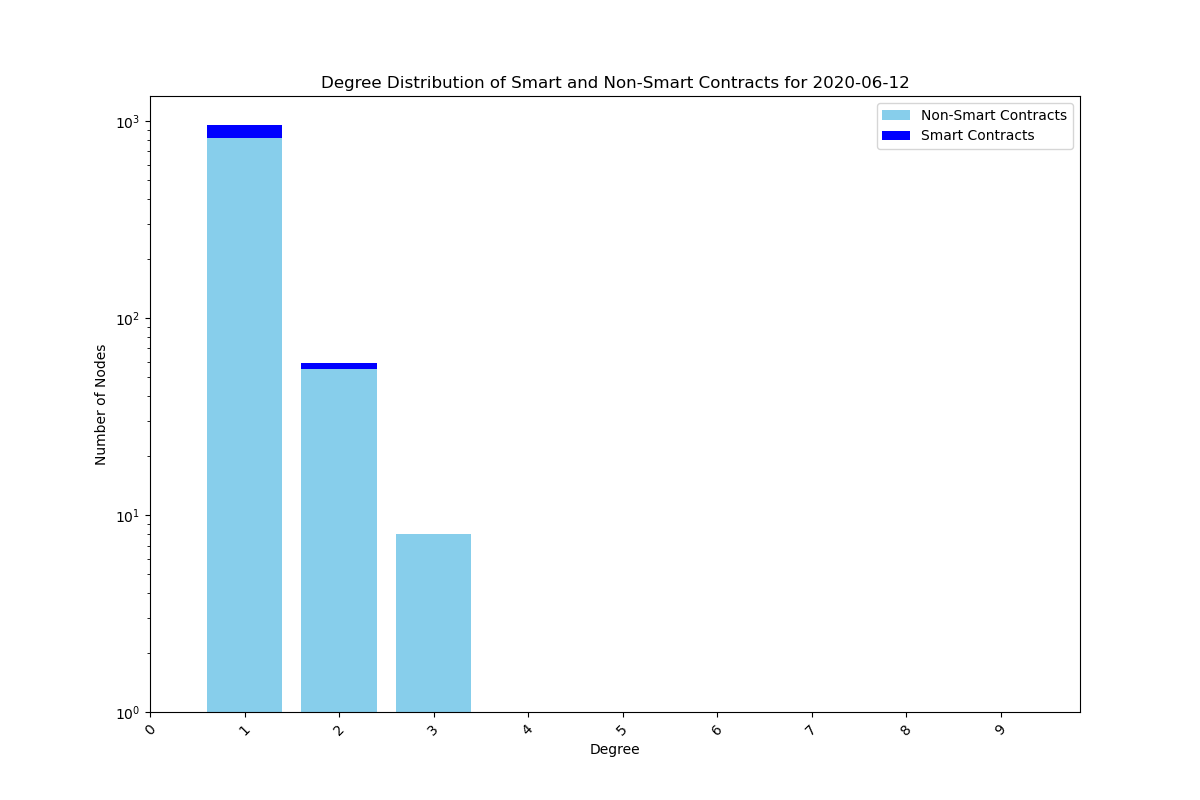 Degree Distribution of Smart and Non-Smart Contracts for 2020-06-12
Non-Smart Contracts
Smart Contracts
Number of Nodes
10³
10²
10¹
10⁰
0 1 2 3 4 5 6 7 8 9
Degree